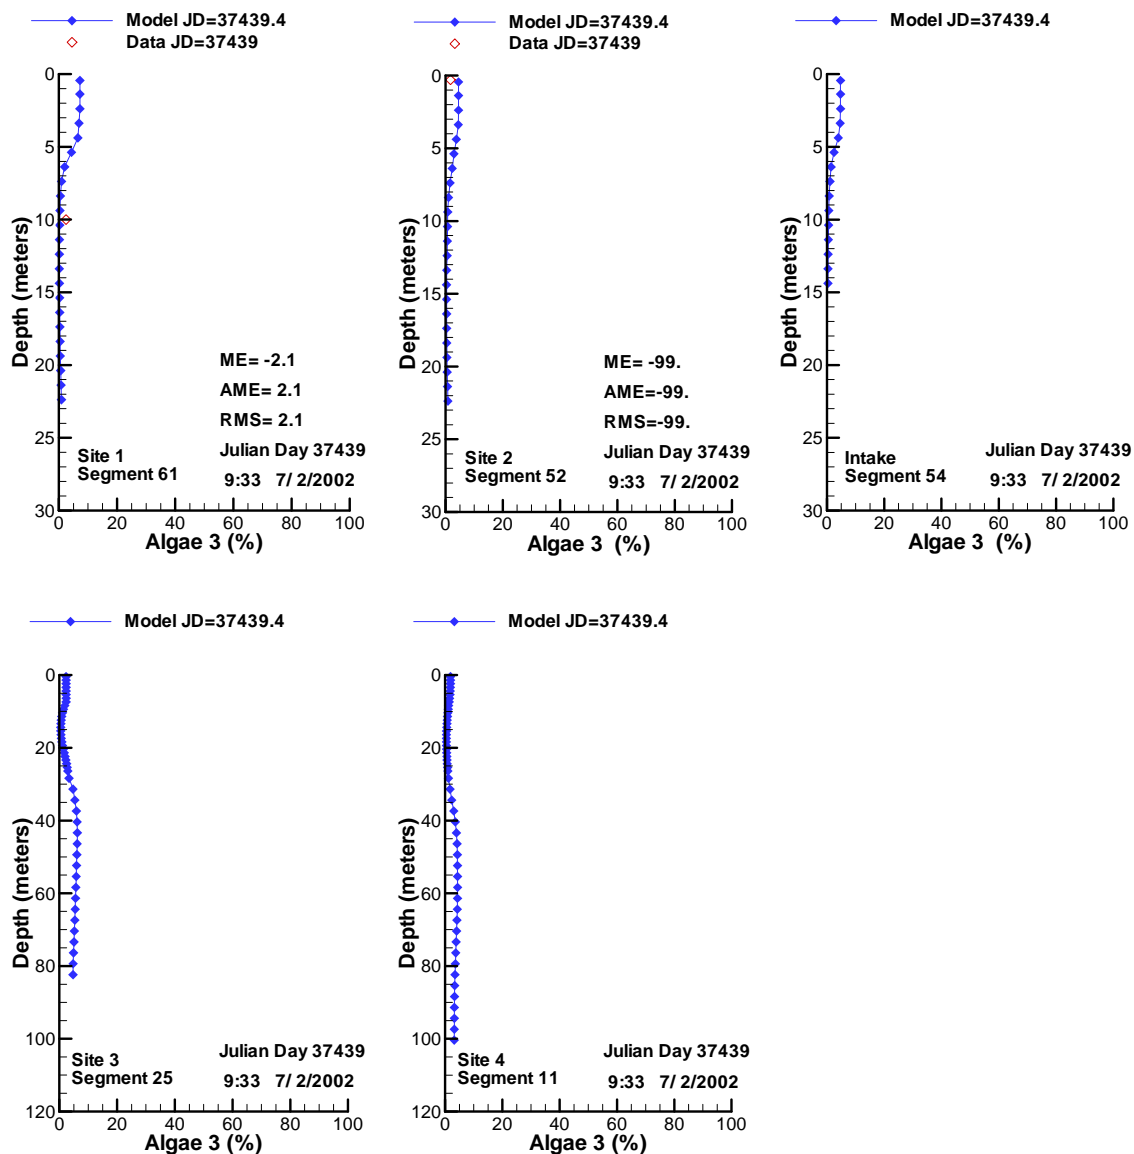 Model JD=37439.4
Data JD=37439
0
5
10
15
20
25
30
Depth (meters)
ME= -2.1
AME= 2.1
RMS= 2.1
Site 1
Segment 61
Julian Day 37439
9:33 7/ 2/2002
0 20 40 60 80 100
Algae 3 (%)
Model JD=37439.4
Data JD=37439
0
5
10
15
20
25
30
Depth (meters)
ME= -99.
AME=-99.
RMS=-99.
Site 2
Segment 52
Julian Day 37439
9:33 7/ 2/2002
0 20 40 60 80 100
Algae 3 (%)
Model JD=37439.4
0
5
10
15
20
25
30
Depth (meters)
Intake
Segment 54
Julian Day 37439
9:33 7/ 2/2002
0 20 40 60 80 100
Algae 3 (%)
Model JD=37439.4
0
20
40
60
80
100
120
Depth (meters)
Site 3
Segment 25
Julian Day 37439
9:33 7/ 2/2002
0 20 40 60 80 100
Algae 3 (%)
Model JD=37439.4
0
20
40
60
80
100
120
Depth (meters)
Site 4
Segment 11
Julian Day 37439
9:33 7/ 2/2002
0 20 40 60 80 100
Algae 3 (%)